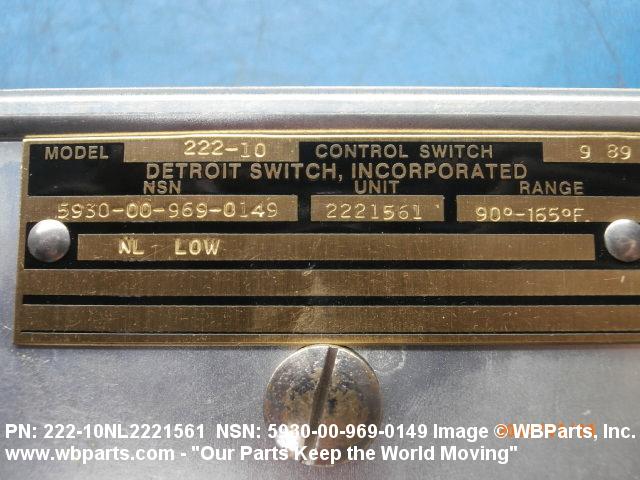 MODEL 222-10 CONTROL SWITCH 9 89
DETROIT SWITCH, INCORPORATED
NSN UNIT RANGE
5930-00-969-0149 2221561 90°-165°F.
NL LOW
PN: 222-10NL2221561 NSN: 5930-00-969-0149 Image © WBParts, Inc.
www.wbparts.com - "Our Parts Keep the World Moving"